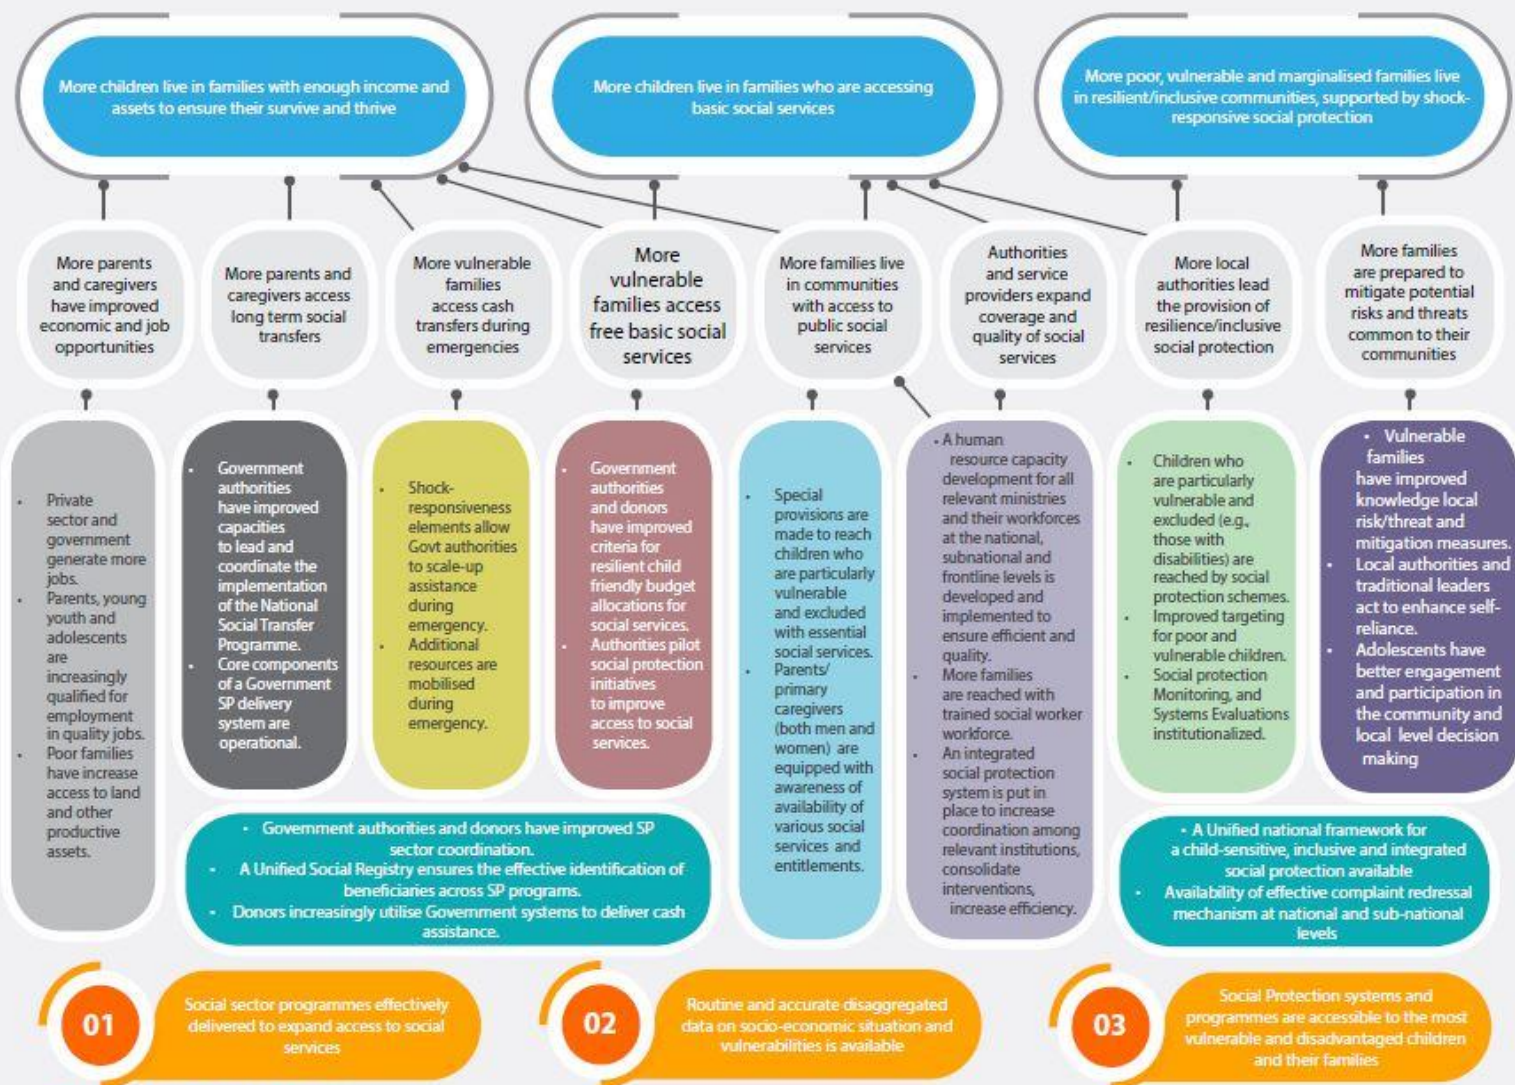 More children live in families with enough income and
assets to ensure their survive and thrive
More children live in families who are accessing
basic social services
More poor, vulnerable and marginalised families live
in resilient/inclusive communities, supported by shock-
responsive social protection
More parents
and caregivers
have improved
economic and job
opportunities
More parents and
caregivers access
long term social
transfers
More vulnerable
families
access cash
transfers during
emergencies
More
vulnerable
families access
free basic social
services
More families live
in communities
with access to
public social
services
Authorities
and service
providers expand
coverage and
quality of social
services
More local
authorities lead
the provision of
resilience/inclusive
social protection
More families
are prepared to
mitigate potential
risks and threats
common to their
communities
• Private
sector and
government
generate more
jobs.
• Parents, young
youth and
adolescents
are
increasingly
qualified for
employment
in quality jobs.
• Poor families
have increase
access to land
and other
productive
assets.
• Government
authorities
have improved
capacities
to lead and
coordinate the
implementation
of the National
Social Transfer
Programme.
• Core components
of a Government
SP delivery
system are
operational.
• Shock-
responsiveness
elements allow
Govt authorities
to scale-up
assistance
during
emergency.
• Additional
resources are
mobilised
during
emergency.
• Government
authorities
and donors
have improved
criteria for
resilient child
friendly budget
allocations for
social services.
• Authorities pilot
social protection
initiatives
to improve
access to social
services.
• Special
provisions are
made to reach
children who
are particularly
vulnerable
and excluded
with essential
social services.
• Parents/
primary
caregivers
(both men and
women) are
equipped with
awareness of
availability of
various social
services and
entitlements.
• A human
resource capacity
development for all
relevant ministries
and their workforces
at the national,
subnational and
frontline levels is
developed and
implemented to
ensure efficient and
quality.
• More families
are reached with
trained social worker
workforce.
• An integrated
social protection
system is put in
place to increase
coordination among
relevant institutions,
consolidate
interventions,
increase efficiency.
• Children who
are particularly
vulnerable and
excluded (e.g.,
those with
disabilities) are
reached by social
protection schemes.
• Improved targeting
for poor and
vulnerable children.
• Social protection
Monitoring, and
Systems Evaluations
institutionalized.
• Vulnerable
families
have improved
knowledge local
risk/threat and
mitigation measures.
• Local authorities and
traditional leaders
act to enhance self-
reliance.
• Adolescents have
better engagement
and participation in
the community and
local level decision
making
• Government authorities and donors have improved SP
sector coordination.
• A Unified Social Registry ensures the effective identification of
beneficiaries across SP programs.
• Donors increasingly utilise Government systems to deliver cash
assistance.
• A Unified national framework for
a child-sensitive, inclusive and integrated
social protection available
• Availability of effective complaint redressal
mechanism at national and sub-national
levels
01
Social sector programmes effectively
delivered to expand access to social
services
02
Routine and accurate disaggregated
data on socio-economic situation and
vulnerabilities is available
03
Social Protection systems and
programmes are accessible to the most
vulnerable and disadvantaged children
and their families